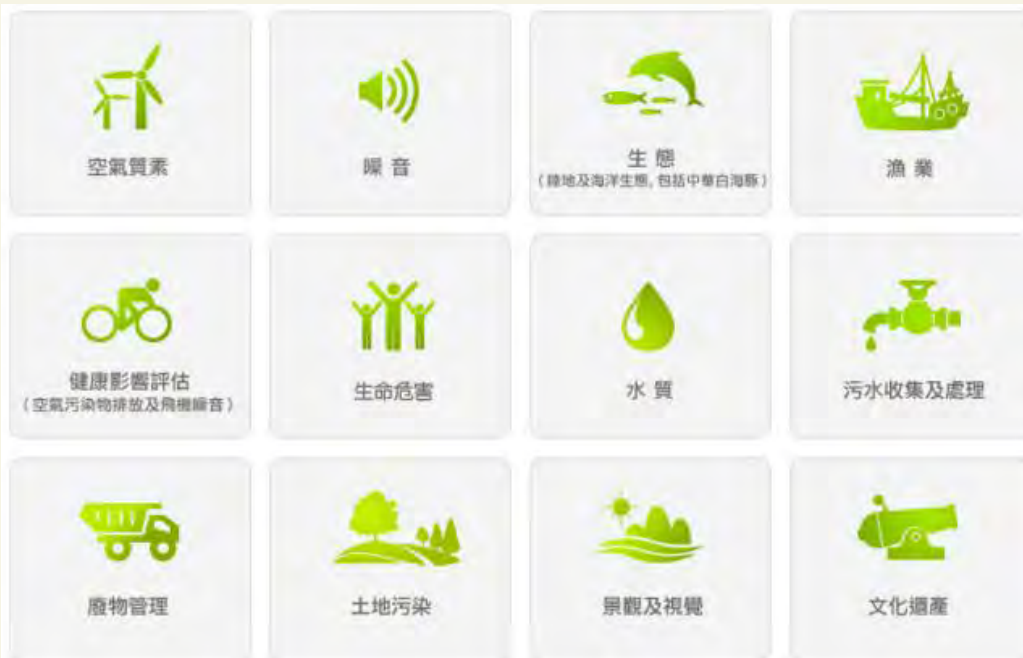 空氣質素
噪音
生態
(陸地及海洋生態, 包括中華白海豚)
漁業
健康影響評估
(空氣污染物排放及飛機噪音)
生命危害
水質
污水收集及處理
廢物管理
土地污染
景觀及視覺
文化遺產